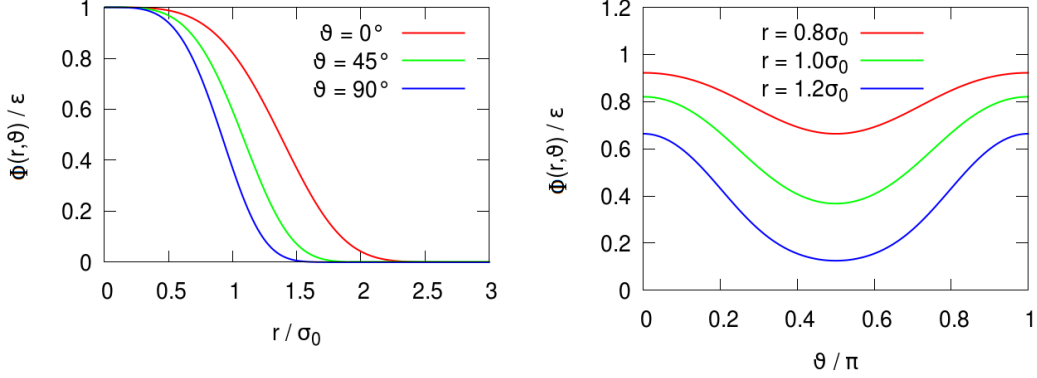 1
0.8
0.6
0.4
0.2
0
0 0.5 1 1.5 2 2.5 3
Φ(r,ϑ) / ε
r / σ₀
ϑ = 0°
ϑ = 45°
ϑ = 90°
1.2
1
0.8
0.6
0.4
0.2
0
0 0.2 0.4 0.6 0.8 1
Φ(r,ϑ) / ε
ϑ / π
r = 0.8σ₀
r = 1.0σ₀
r = 1.2σ₀